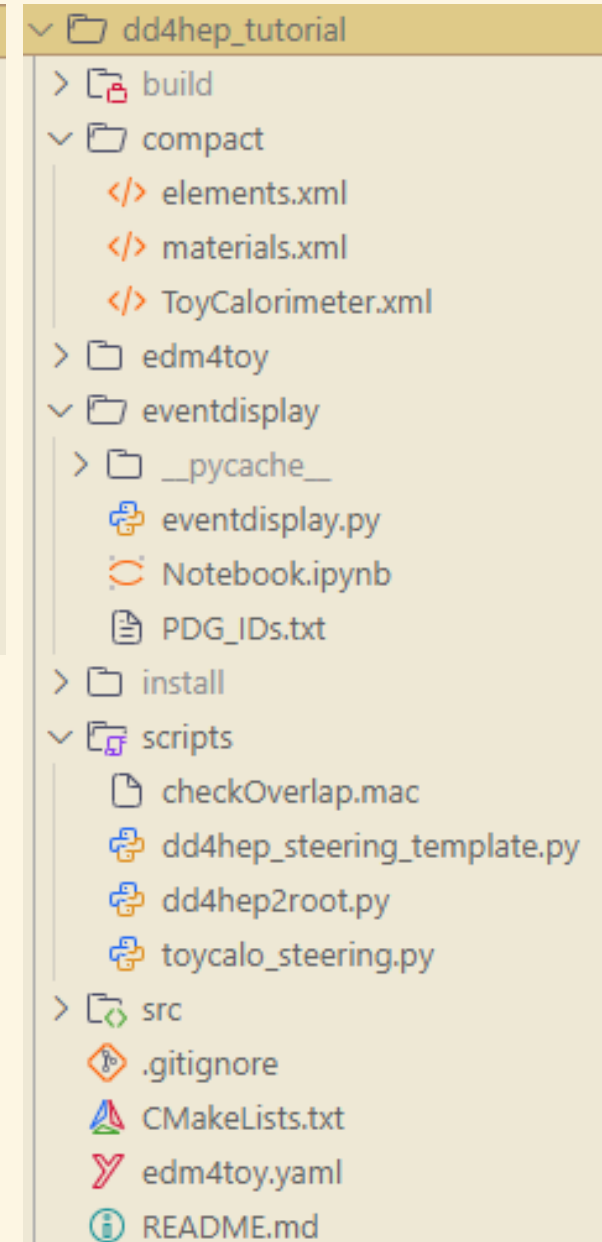 dd4hep_tutorial
build
compact
elements.xml
materials.xml
ToyCalorimeter.xml
edm4toy
eventdisplay
__pycache__
eventdisplay.py
Notebook.ipynb
PDG_IDs.txt
install
scripts
checkOverlap.mac
dd4hep_steering_template.py
dd4hep2root.py
toycalo_steering.py
src
.gitignore
CMakeLists.txt
edm4toy.yaml
README.md